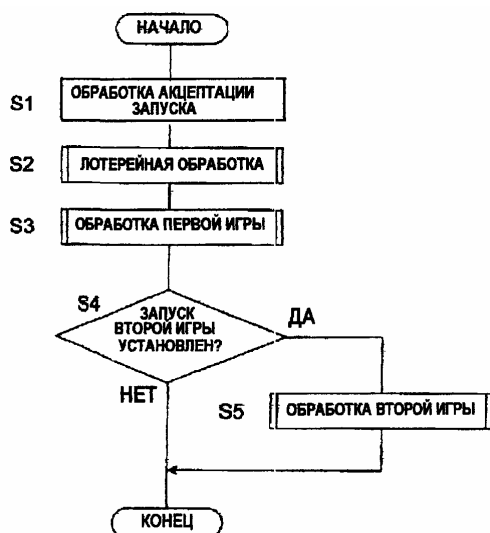 НАЧАЛО
S1
ОБРАБОТКА АКЦЕПТАЦИИ
ЗАПУСКА
S2
ЛОТЕРЕЙНАЯ ОБРАБОТКА
S3
ОБРАБОТКА ПЕРВОЙ ИГРЫ
S4
ЗАПУСК
ВТОРОЙ ИГРЫ
УСТАНОВЛЕН?
ДА
НЕТ
S5
ОБРАБОТКА ВТОРОЙ ИГРЫ
КОНЕЦ